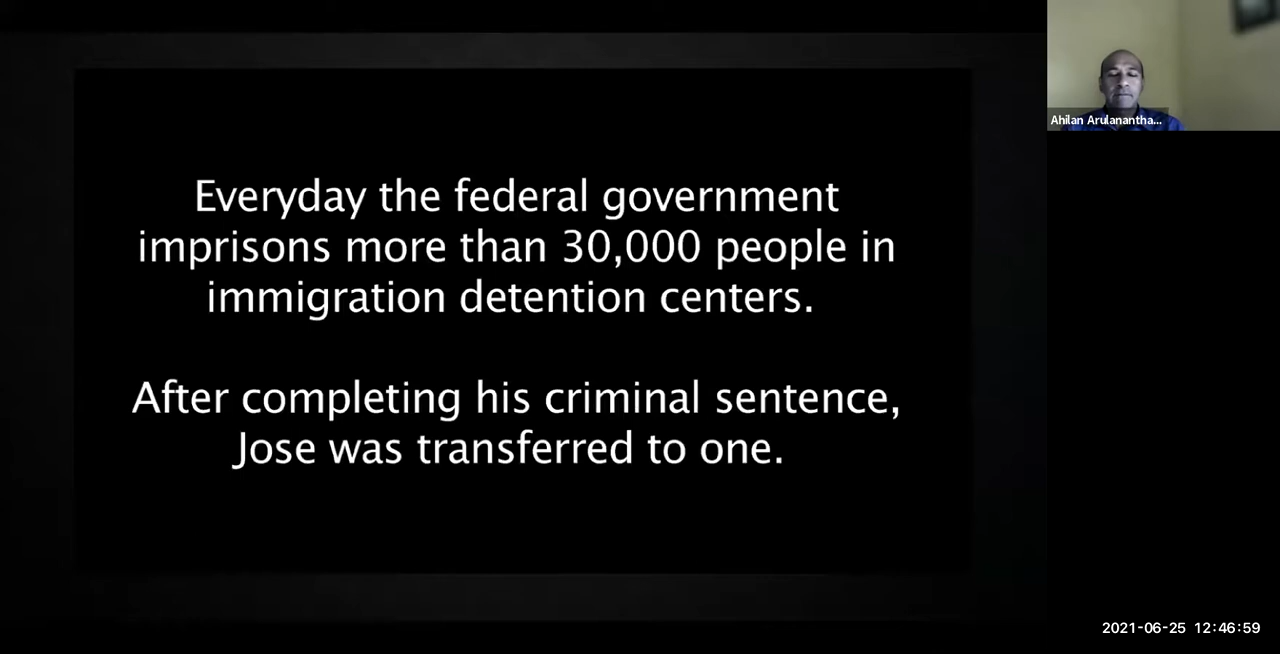 Everyday the federal government
imprisons more than 30,000 people in
immigration detention centers.
After completing his criminal sentence,
Jose was transferred to one.
Ahilan Arulanantha...
2021-06-25 12:46:59